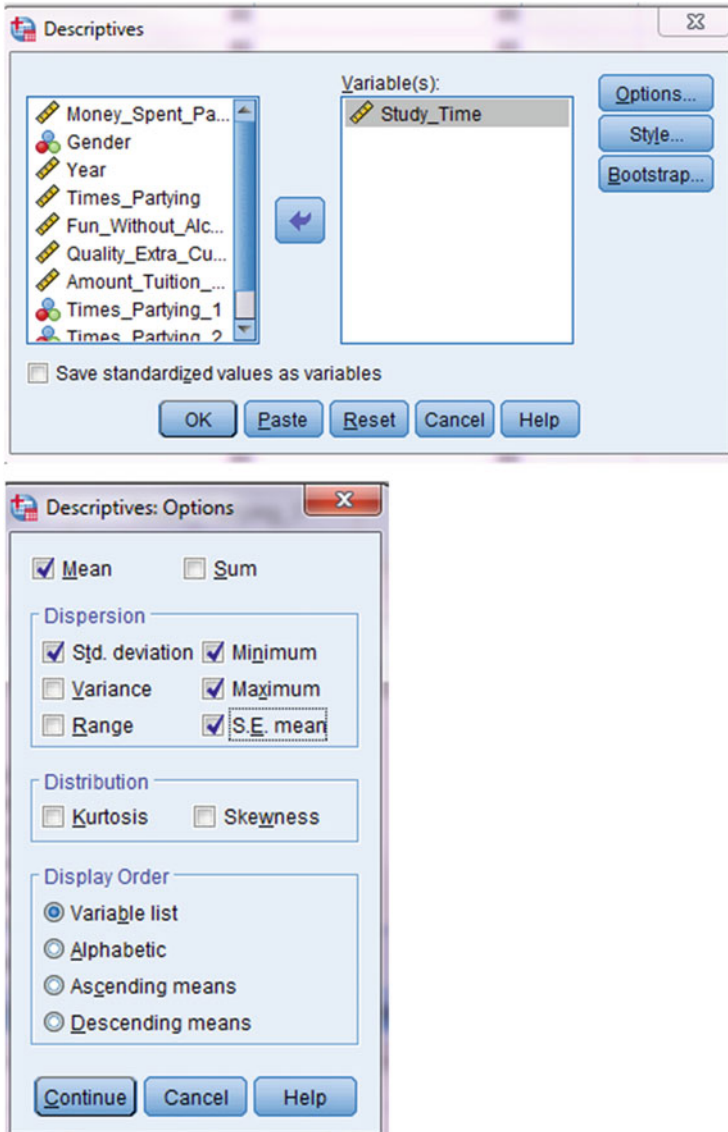 Descriptives
Variable(s):
Money_Spent_Pa...
Gender
Year
Times_Partying
Fun_Without_Alc...
Quality_Extra_Cu...
Amount_Tuition_...
Times_Partying_1
Times_Partying_2
Study_Time
Options...
Style...
Bootstrap...
Save standardized values as variables
OK Paste Reset Cancel Help
Descriptives: Options
Mean Sum
Dispersion
Std. deviation Minimum
Variance Maximum
Range S.E. mean
Distribution
Kurtosis Skewness
Display Order
Variable list
Alphabetic
Ascending means
Descending means
Continue Cancel Help